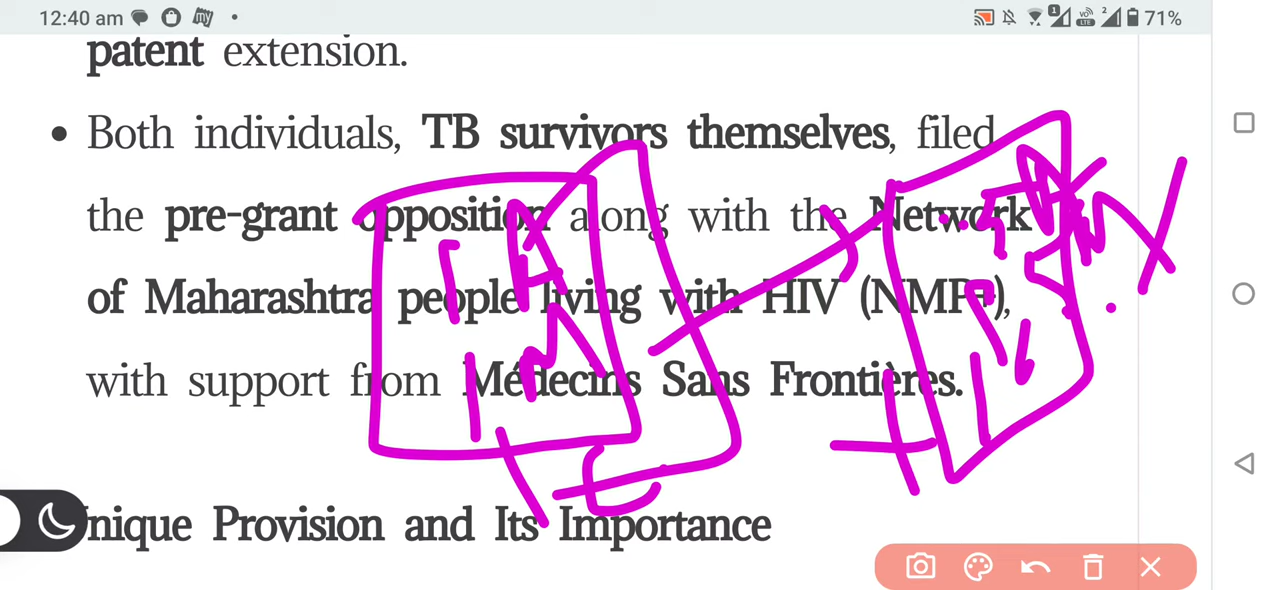 12:40 am
71%
patent extension.
• Both individuals, TB survivors themselves, filed
the pre-grant opposition along with the Network
of Maharashtra people living with HIV (NMP+),
with support from Médecins Sans Frontières.
nique Provision and Its Importance